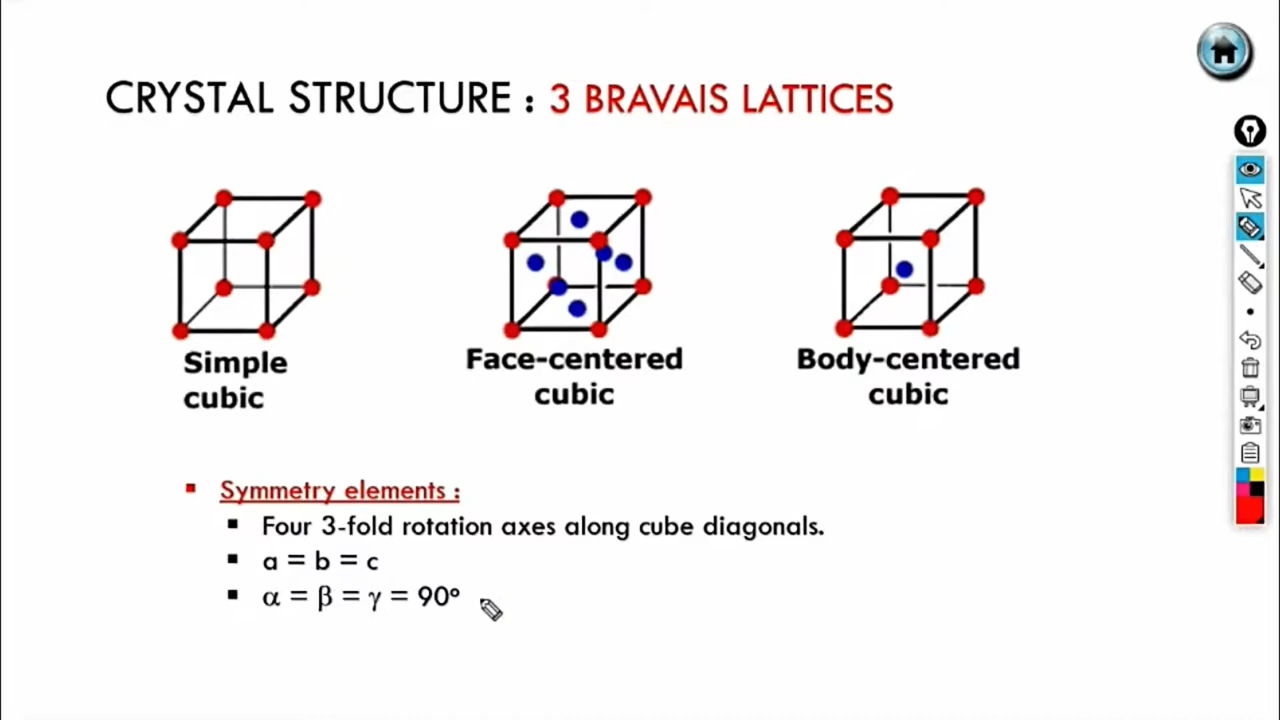 CRYSTAL STRUCTURE : 3 BRAVAIS LATTICES
Simple
cubic
Face-centered
cubic
Body-centered
cubic
Symmetry elements :
Four 3-fold rotation axes along cube diagonals.
a = b = c
α = β = γ = 90°